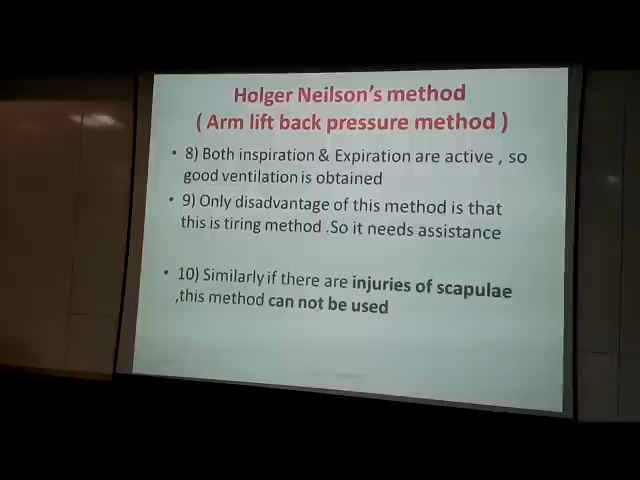 Holger Neilson's method
( Arm lift back pressure method )
• 8) Both inspiration & Expiration are active , so
good ventilation is obtained
• 9) Only disadvantage of this method is that
this is tiring method .So it needs assistance
• 10) Similarly if there are injuries of scapulae
,this method can not be used